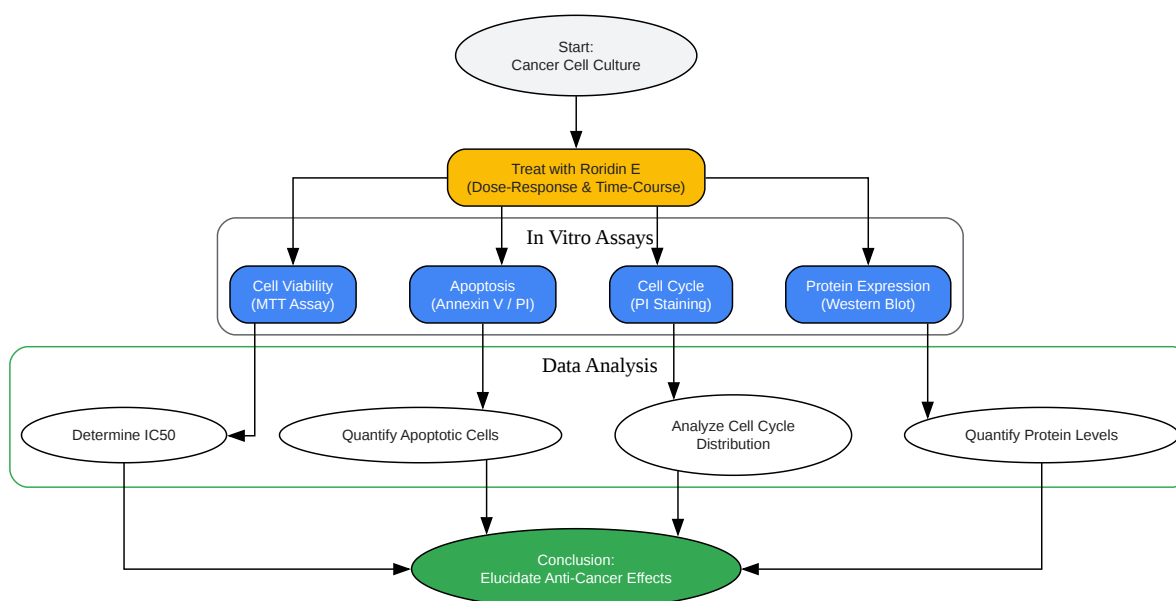 Start:
Cancer Cell Culture
Treat with Roridin E
(Dose-Response & Time-Course)
In Vitro Assays
Cell Viability
(MTT Assay)
Apoptosis
(Annexin V / PI)
Cell Cycle
(PI Staining)
Protein Expression
(Western Blot)
Data Analysis
Determine IC50
Quantify Apoptotic Cells
Analyze Cell Cycle
Distribution
Quantify Protein Levels
Conclusion:
Elucidate Anti-Cancer Effects